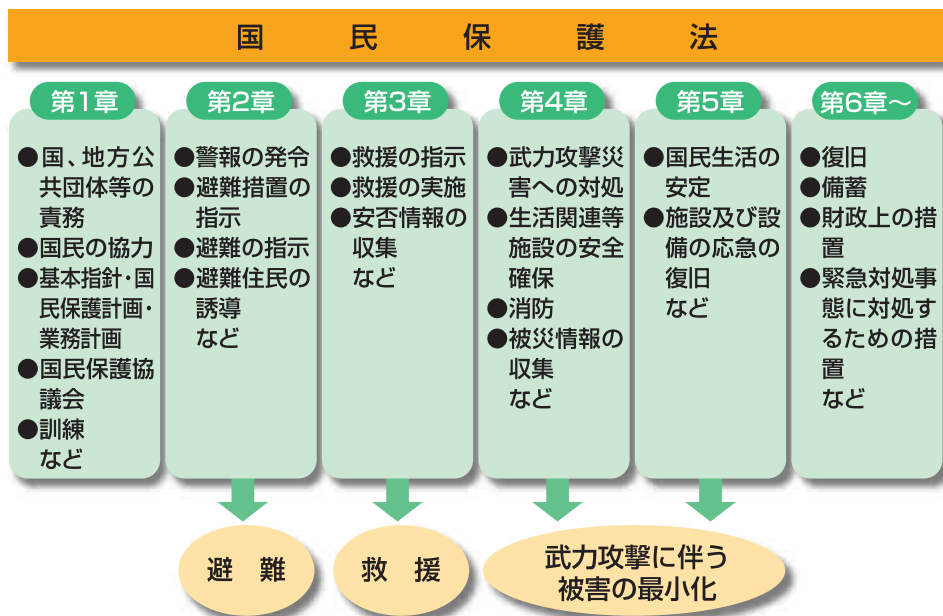 国民保護法
第1章
●国、地方公
共団体等の
責務
●国民の協力
●基本指針・国
民保護計画・
業務計画
●国民保護協
議会
●訓練
など
第2章
●警報の発令
●避難措置の
指示
●避難の指示
●避難住民の
誘導
など
第3章
●救援の指示
●救援の実施
●安否情報の
収集
など
第4章
●武力攻撃災
害への対処
●生活関連等
施設の安全
確保
●消防
●被災情報の
収集
など
第5章
●国民生活の
安定
●施設及び設
備の応急の
復旧
など
第6章～
●復旧
●備蓄
●財政上の措
置
●緊急対処事
態に対処す
るための措
置
など
避難
救援
武力攻撃に伴う
被害の最小化